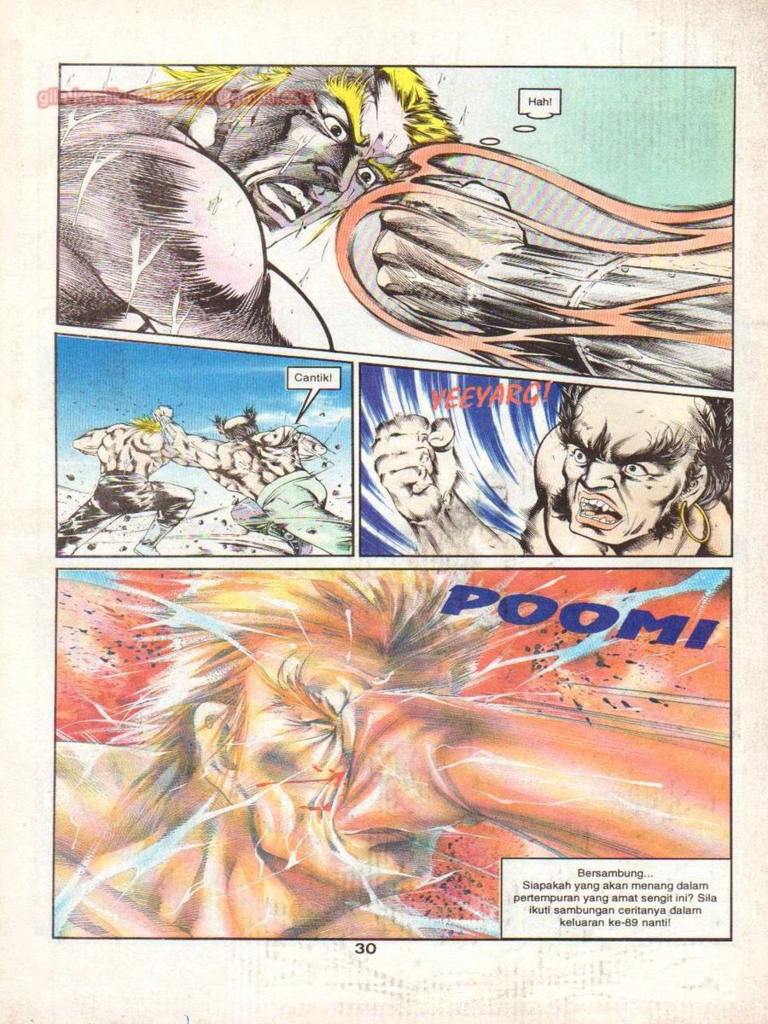 Hah!
Cantik!
YEEYARG!
POOM!
Bersambung...
Siapakah yang akan menang dalam
pertempuran yang amat sengit ini? Sila
ikuti sambungan ceritanya dalam
keluaran ke-89 nanti!
30